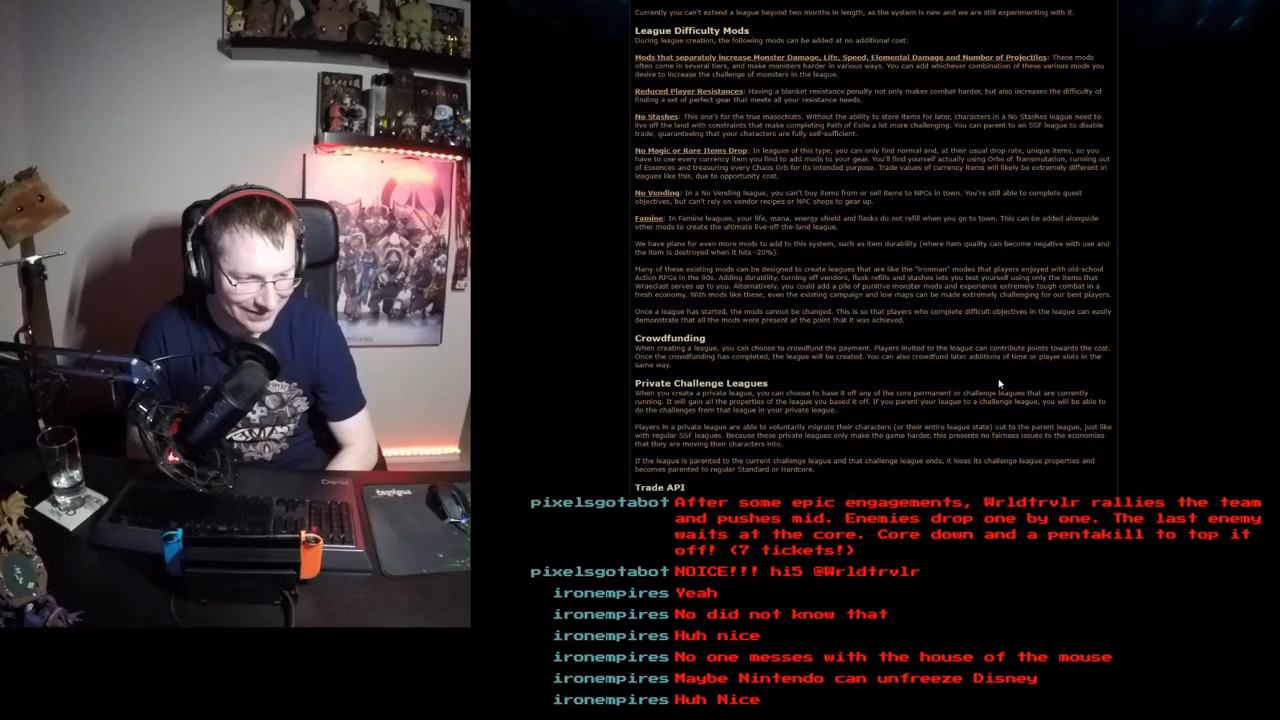 Currently you can't extend a league beyond two months in length, as the system is new and we are still experimenting with it.
League Difficulty Mods
During league creation, the following mods can be added at no additional cost:
Mods that separately increase Monster Damage, Life, Speed, Elemental Damage and Number of Projectiles: These mods
often come in several tiers, and make monsters harder in various ways. You can add whichever combination of these various mods you
desire to increase the challenge of monsters in the league.
Reduced Player Resistances: Having a blanket resistance penalty not only makes combat harder, but also increases the difficulty of
finding a set of perfect gear that meets all your resistance needs.
No Stashes: This one's for the true masochists. Without the ability to store items for later, characters in a No Stashes league need to
live off the land with constraints that make completing Path of Exile a lot more challenging. You can parent to an SSF league to disable
trade, guaranteeing that your characters are fully self-sufficient.
No Magic or Rare Items Drop: In leagues of this type, you can only find normal and, at their usual drop rate, unique items, so you
have to use every currency item you find to add mods to your gear. You'll find yourself actually using Orbs of Transmutation, running out
of Essences and treasuring every Chaos Orb for its intended purpose. Trade values of currency items will likely be extremely different in
leagues like this, due to opportunity cost.
No Vending: In a No Vending league, you can't buy items from or sell items to NPCs in town. You're still able to complete quest
objectives, but can't rely on vendor recipes or NPC shops to gear up.
Famine: In Famine leagues, your life, mana, energy shield and flasks do not refill when you go to town. This can be added alongside
other mods to create the ultimate live-off-the-land league.
We have plans for even more mods to add to this system, such as item durability (where item quality can become negative with use and
the item is destroyed when it hits -20%).
Many of these existing mods can be designed to create leagues that are like the "ironman" modes that players enjoyed with old-school
Action RPGs in the 90s. Adding durability, turning off vendors, flask refills and stashes lets you test yourself using only the items that
Wraeclast serves up to you. Alternatively, you could add a pile of punitive monster mods and experience extremely tough combat in a
fresh economy. With mods like these, even the existing campaign and low maps can be made extremely challenging for our best players.
Once a league has started, the mods cannot be changed. This is so that players who complete difficult objectives in the league can easily
demonstrate that all the mods were present at the point that it was achieved.
Crowdfunding
When creating a league, you can choose to crowdfund the payment. Players invited to the league can contribute points towards the cost.
Once the crowdfunding has completed, the league will be created. You can also crowdfund later additions of time or player slots in the
same way.
Private Challenge Leagues
When you create a private league, you can choose to base it off any of the core permanent or challenge leagues that are currently
running. It will gain all the properties of the league you based it off. If you parent your league to a challenge league, you will be able to
do the challenges from that league in your private league.
Players in a private league are able to voluntarily migrate their characters (or their entire league state) out to the parent league, just like
with regular SSF leagues. Because these private leagues only make the game harder, this presents no fairness issues to the economies
that they are moving their characters into.
If the league is parented to the current challenge league and that challenge league ends, it loses its challenge league properties and
becomes parented to regular Standard or Hardcore.
Trade API
pixelsgotabot After some epic engagements, Wrldtrvlr rallies the team
and pushes mid. Enemies drop one by one. The last enemy
waits at the core. Core down and a pentakill to top it
off! (7 tickets!)
pixelsgotabot NOICE!!! hi5 @Wrldtrvlr
ironempires Yeah
ironempires No did not know that
ironempires Huh nice
ironempires No one messes with the house of the mouse
ironempires Maybe Nintendo can unfreeze Disney
ironempires Huh Nice